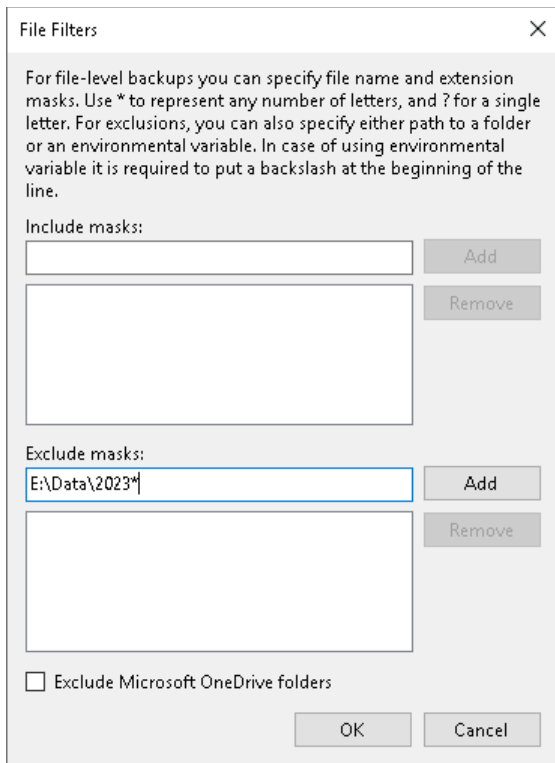 File Filters
For file-level backups you can specify file name and extension
masks. Use * to represent any number of letters, and ? for a single
letter. For exclusions, you can also specify either path to a folder
or an environmental variable. In case of using environmental
variable it is required to put a backslash at the beginning of the
line.
Include masks:
Add
Remove
Exclude masks:
E:\Data\2023*
Add
Remove
Exclude Microsoft OneDrive folders
OK
Cancel